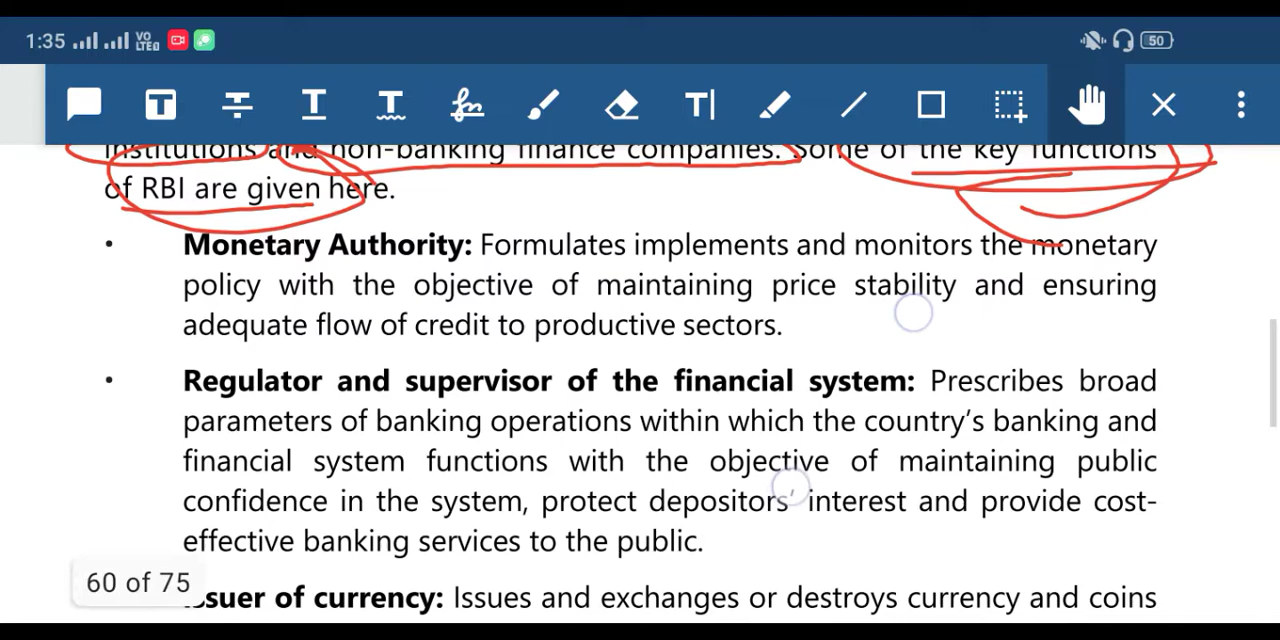 1:35 VO LTE 50
T T T T
institutions and non-banking finance companies. Some of the key functions
of RBI are given here.
• Monetary Authority: Formulates implements and monitors the monetary
policy with the objective of maintaining price stability and ensuring
adequate flow of credit to productive sectors.
• Regulator and supervisor of the financial system: Prescribes broad
parameters of banking operations within which the country's banking and
financial system functions with the objective of maintaining public
confidence in the system, protect depositors' interest and provide cost-
effective banking services to the public.
60 of 75
Issuer of currency: Issues and exchanges or destroys currency and coins